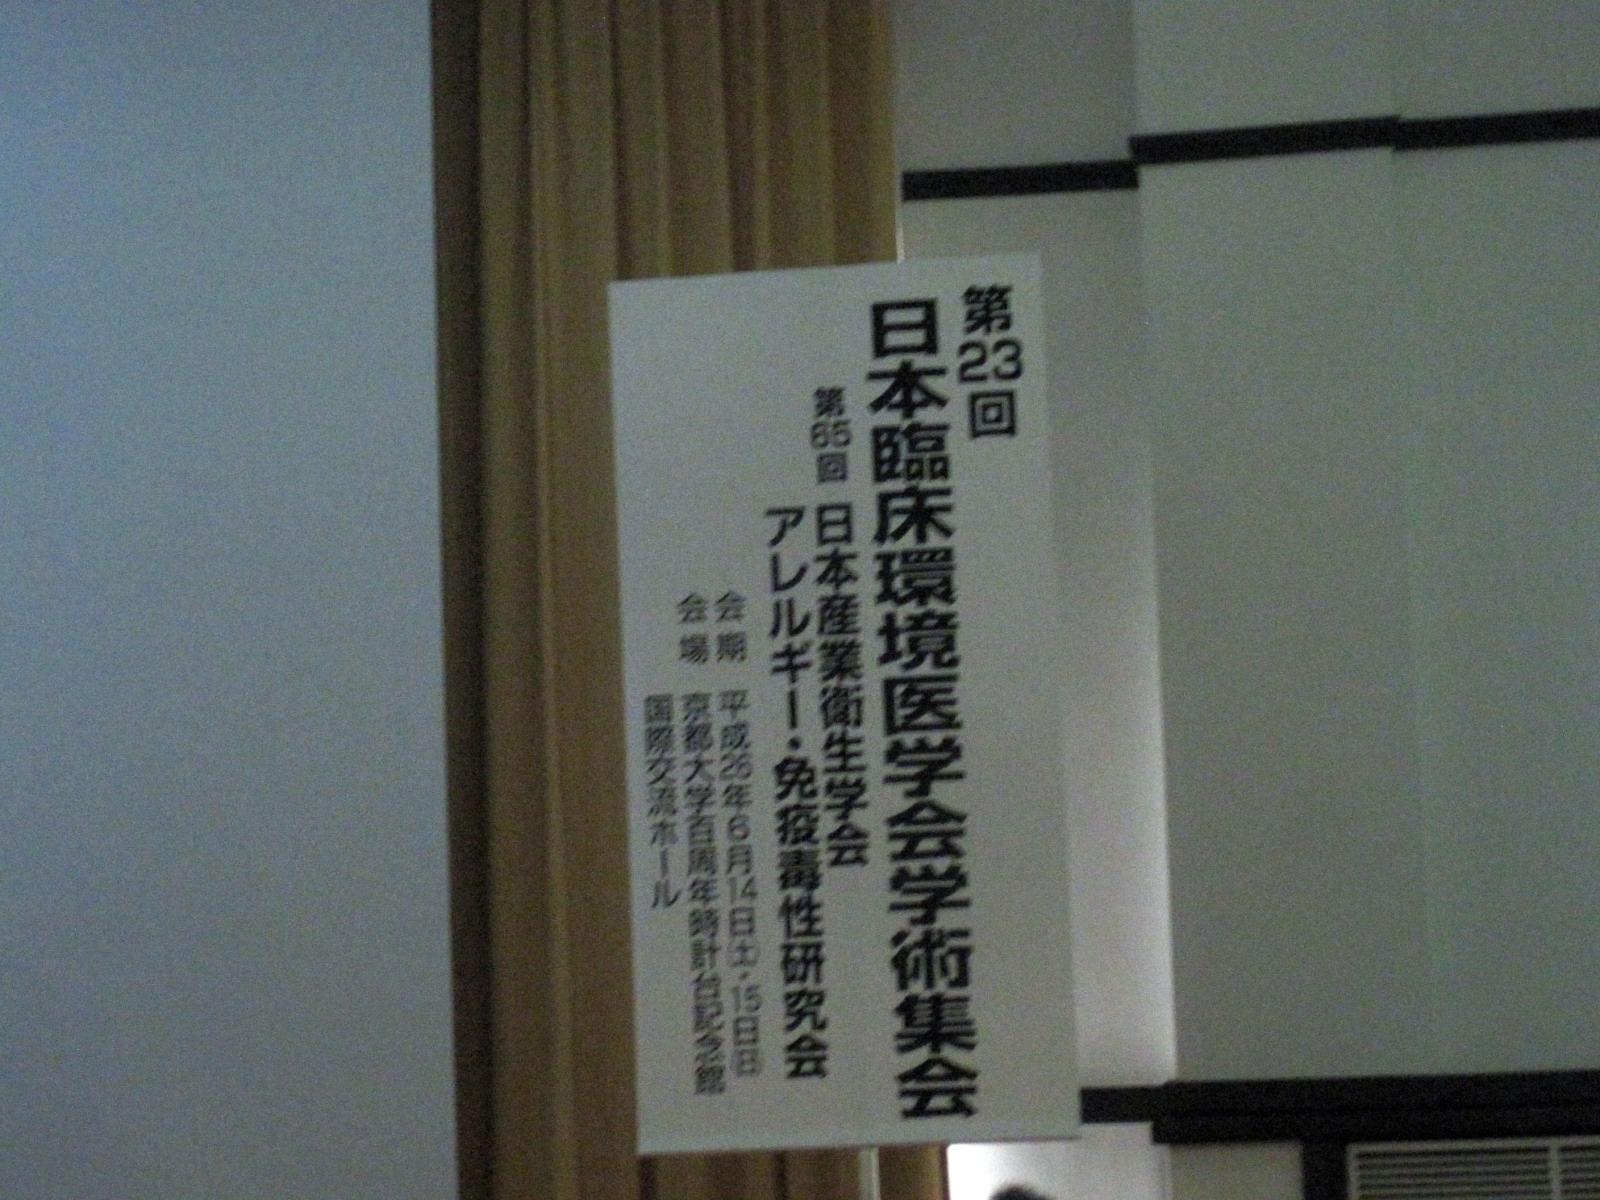 第23回
日本臨床環境医学会学術集会
第65回 日本産業衛生学会
アレルギー・免疫毒性研究会
会期 平成26年6月14日㈯・15日㈰
会場 京都大学百周年時計台記念館
国際交流ホール